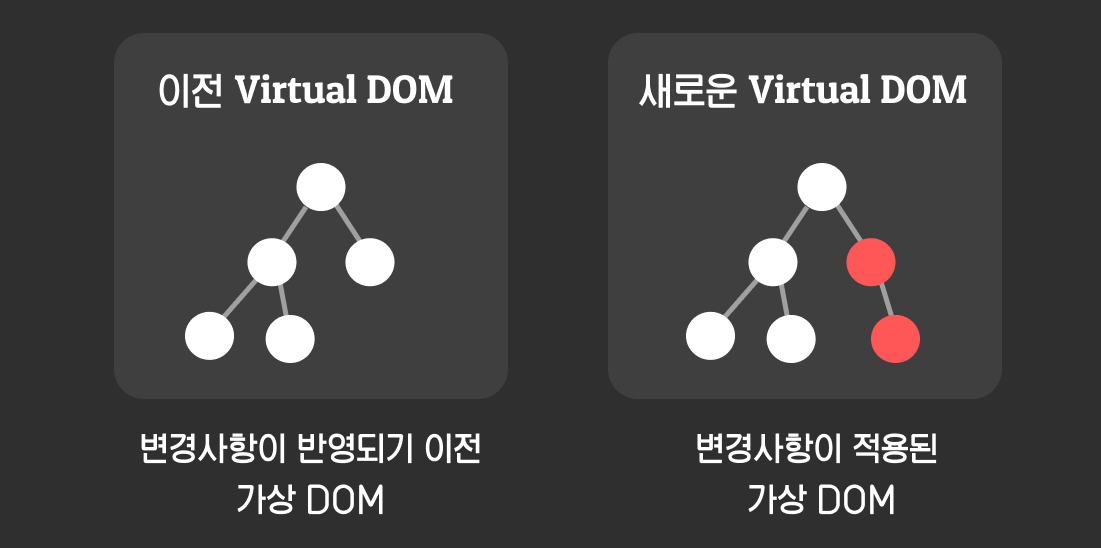 이전 Virtual DOM
변경사항이 반영되기 이전
가상 DOM
새로운 Virtual DOM
변경사항이 적용된
가상 DOM